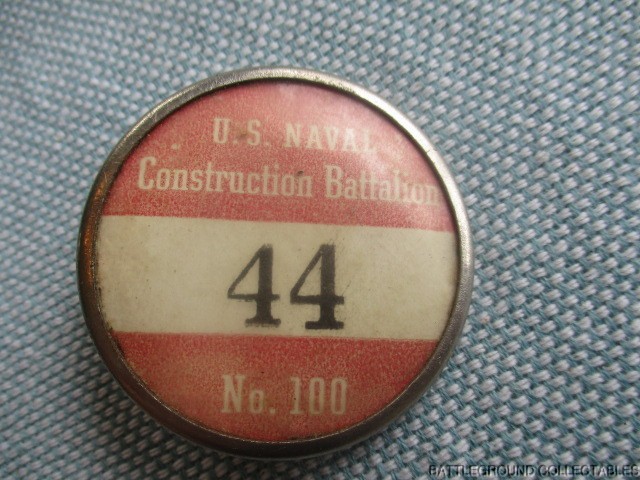 U.S. NAVAL
Construction Battalion
44
No. 100
BATTLEGROUND COLLECTABLES